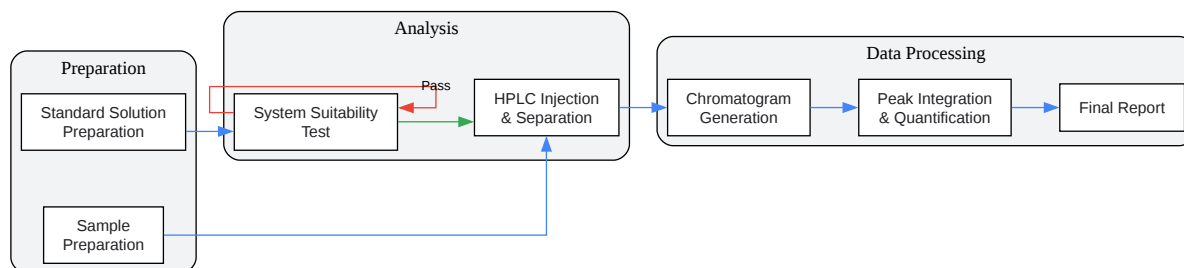 Preparation
Standard Solution
Preparation
Sample
Preparation
Analysis
System Suitability
Test
Pass
HPLC Injection
& Separation
Data Processing
Chromatogram
Generation
Peak Integration
& Quantification
Final Report